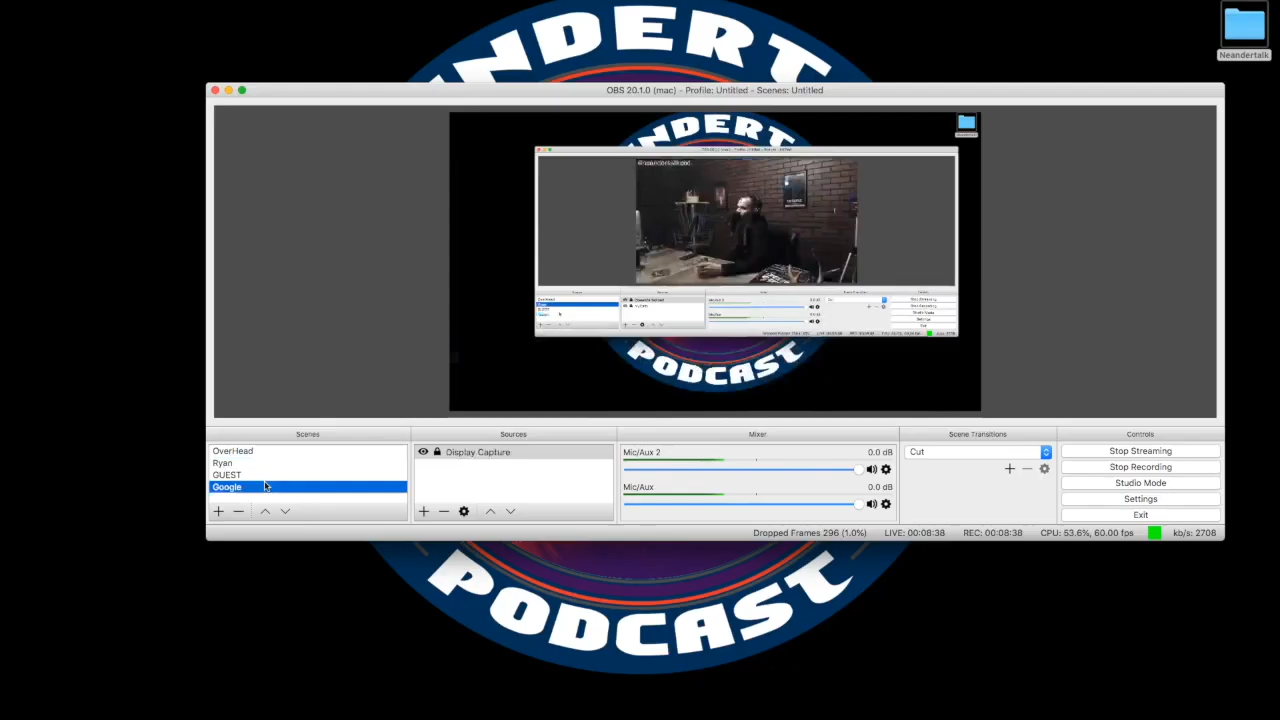 NDERT
Neandertalk
OBS 20.1.0 (mac) - Profile: Untitled - Scenes: Untitled
NDERT
PODCAST
Scenes
Sources
Mixer
Scene Transitions
Controls
OverHead
Ryan
GUEST
Google
Display Capture
Mic/Aux 2
0.0 dB
Mic/Aux
0.0 dB
Cut
Stop Streaming
Stop Recording
Studio Mode
Settings
Exit
Dropped Frames 296 (1.0%)
LIVE: 00:08:38
REC: 00:08:38
CPU: 53.6%, 60.00 fps
kb/s: 2708
PODCAST